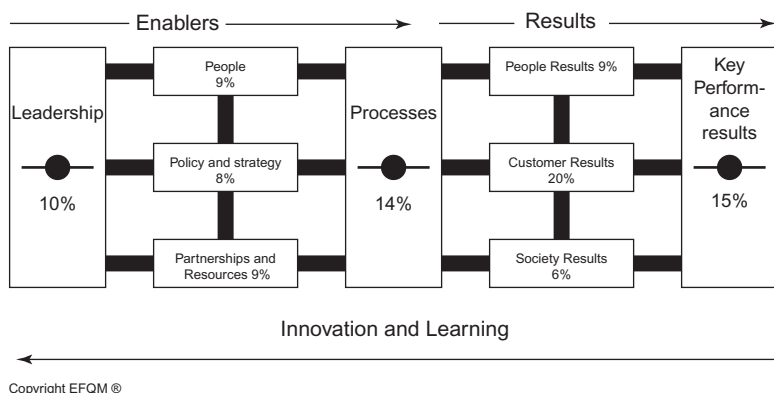 Enablers
Results
Leadership
10%
People
9%
Policy and strategy
8%
Partnerships and
Resources 9%
Processes
14%
People Results 9%
Customer Results
20%
Society Results
6%
Key
Perform-
ance
results
15%
Innovation and Learning
Copyright EFQM ®